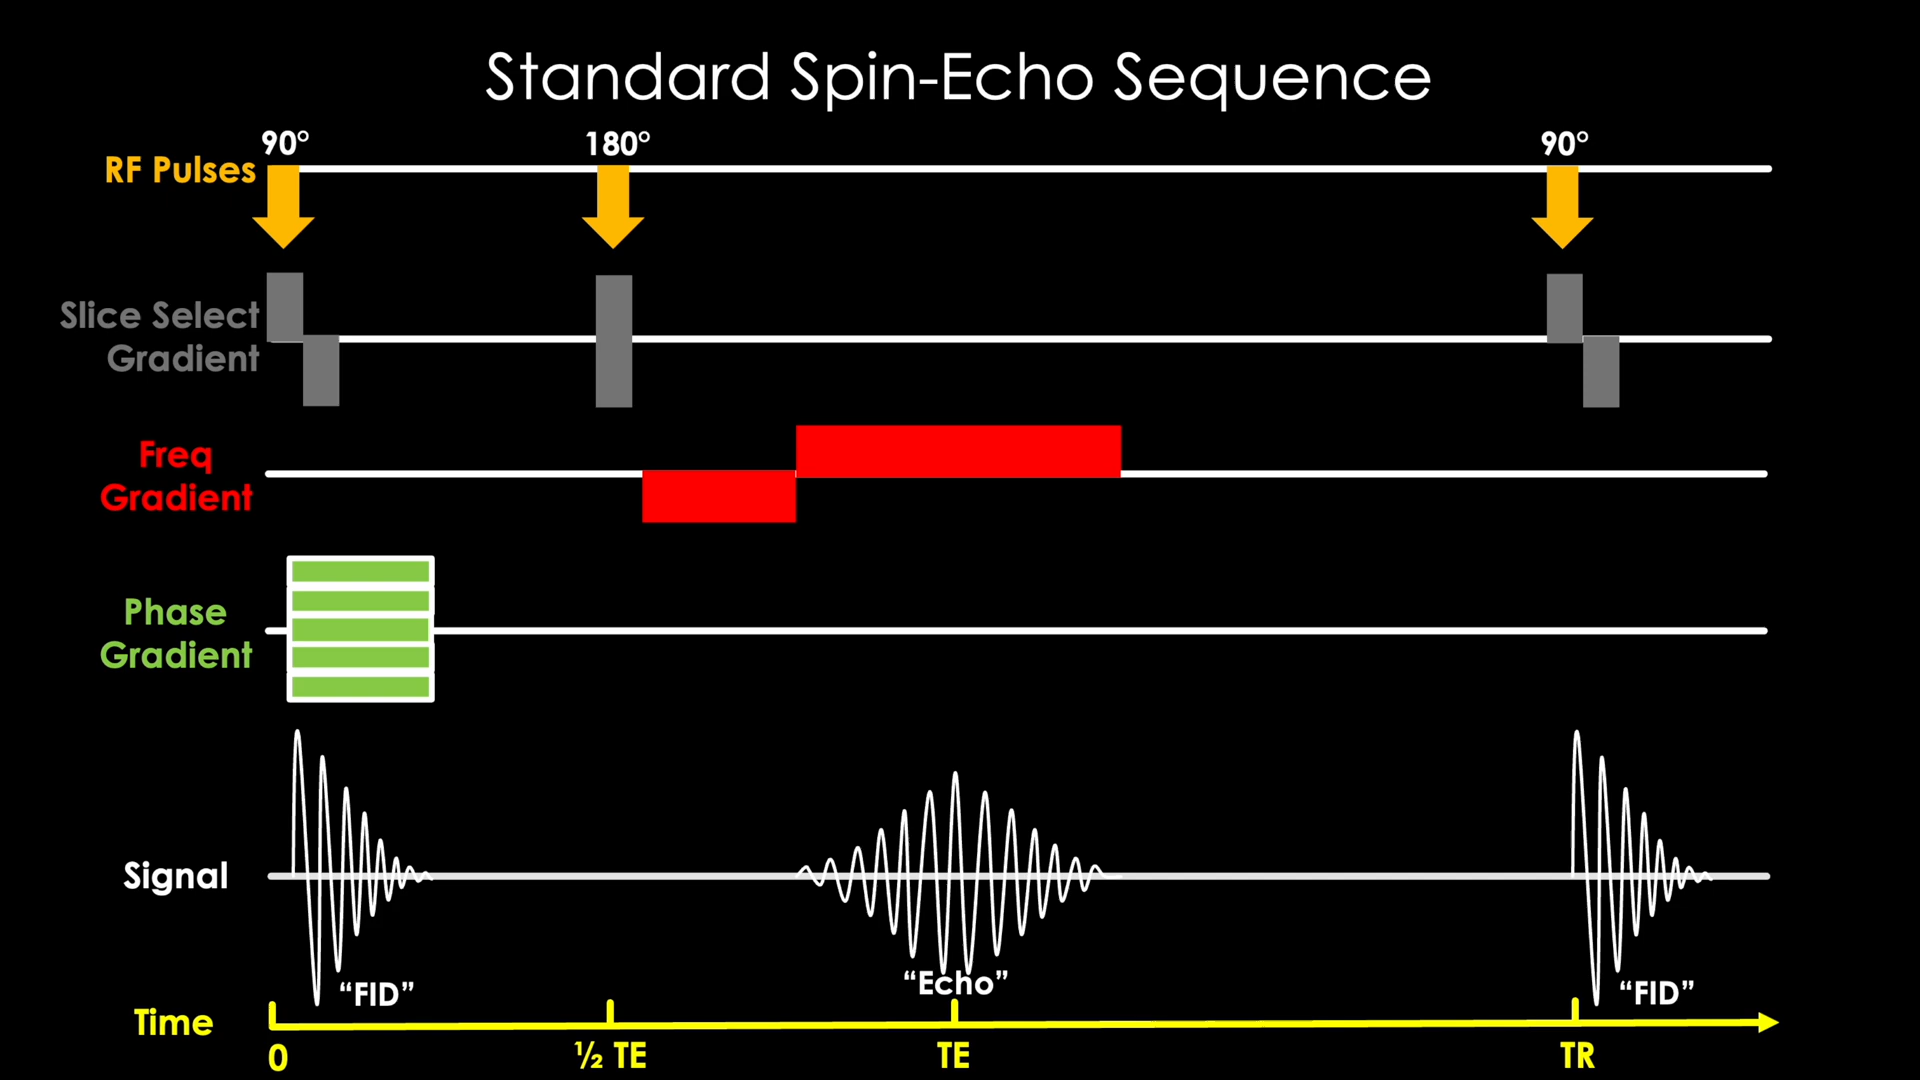 Standard Spin-Echo Sequence
90°
180°
90°
RF Pulses
Slice Select
Gradient
Freq
Gradient
Phase
Gradient
Signal
“FID”
“Echo”
“FID”
Time
0
½ TE
TE
TR